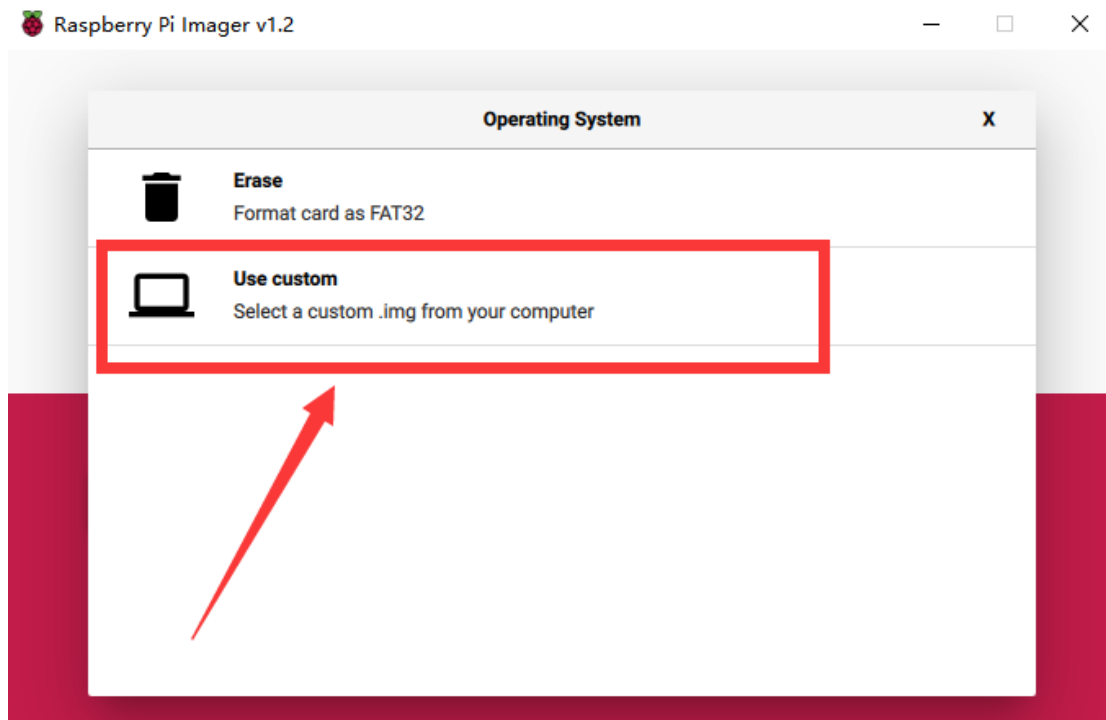 Raspberry Pi Imager v1.2
Operating System
X
Erase
Format card as FAT32
Use custom
Select a custom .img from your computer